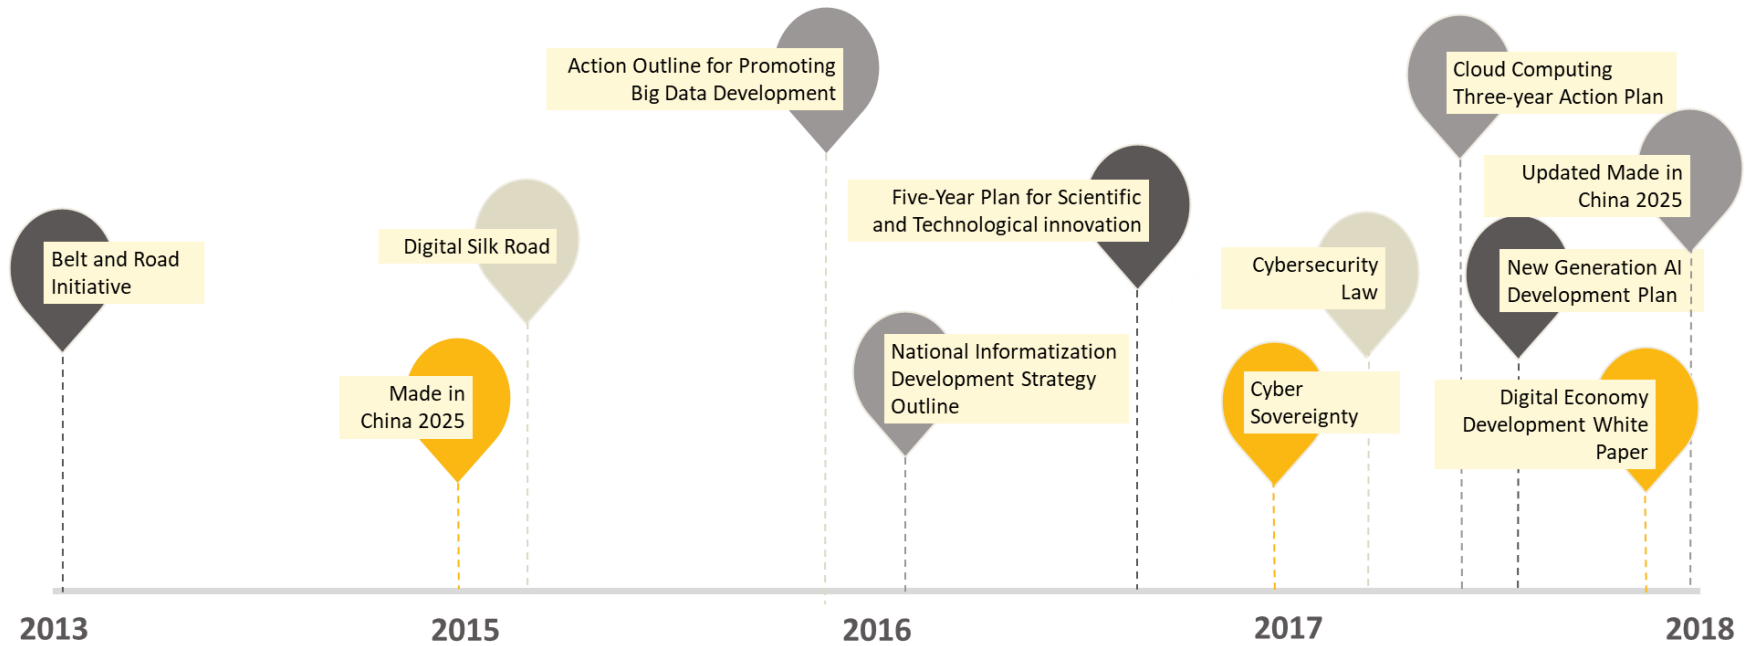 Action Outline for Promoting
Big Data Development
Cloud Computing
Three-year Action Plan
Updated Made in
China 2025
Five-Year Plan for Scientific
and Technological innovation
Digital Silk Road
Belt and Road
Initiative
Cybersecurity
Law
New Generation AI
Development Plan
National Informatization
Development Strategy
Outline
Made in
China 2025
Cyber
Sovereignty
Digital Economy
Development White
Paper
2013
2015
2016
2017
2018